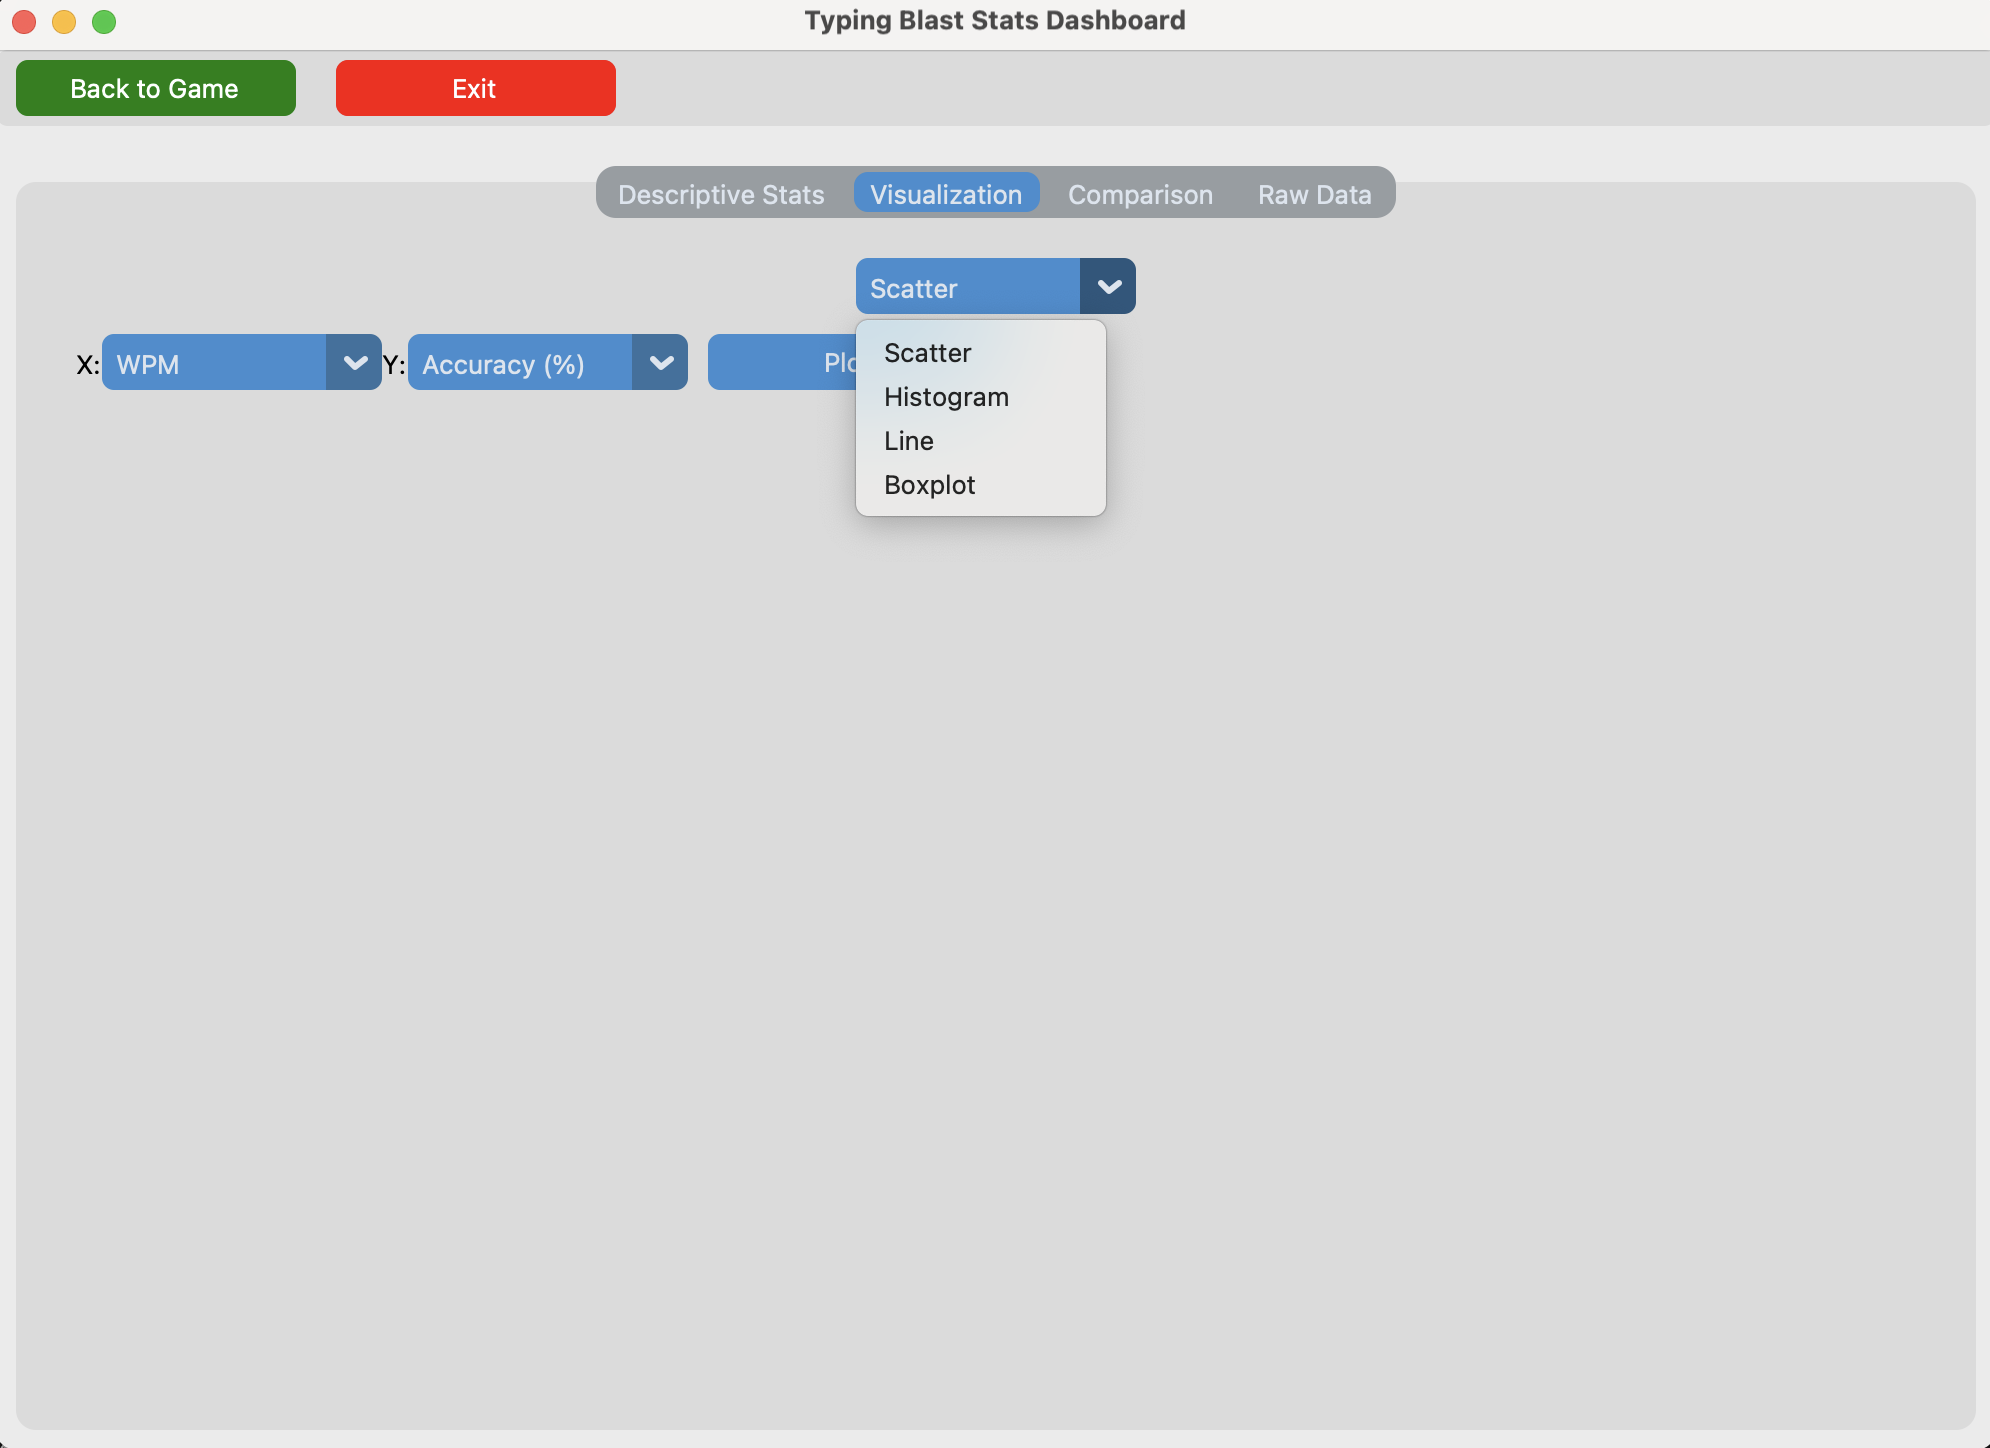 Typing Blast Stats Dashboard
Back to Game Exit
Descriptive Stats Visualization Comparison Raw Data
Scatter
X: WPM Y: Accuracy (%)
Scatter
Histogram
Line
Boxplot